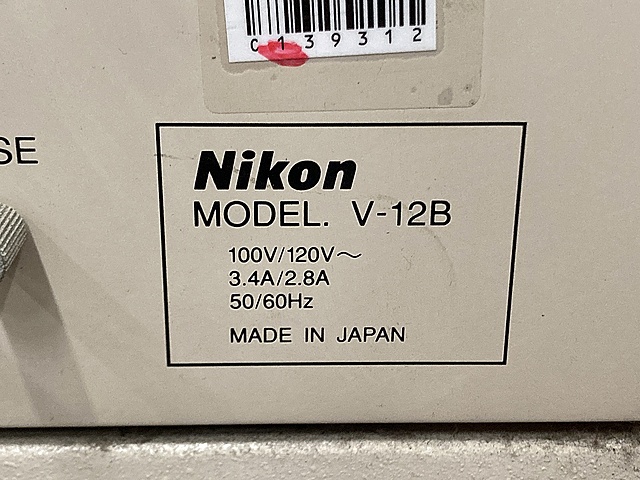 C139312
SE
Nikon
MODEL. V-12B
100V/120V～
3.4A/2.8A
50/60Hz
MADE IN JAPAN